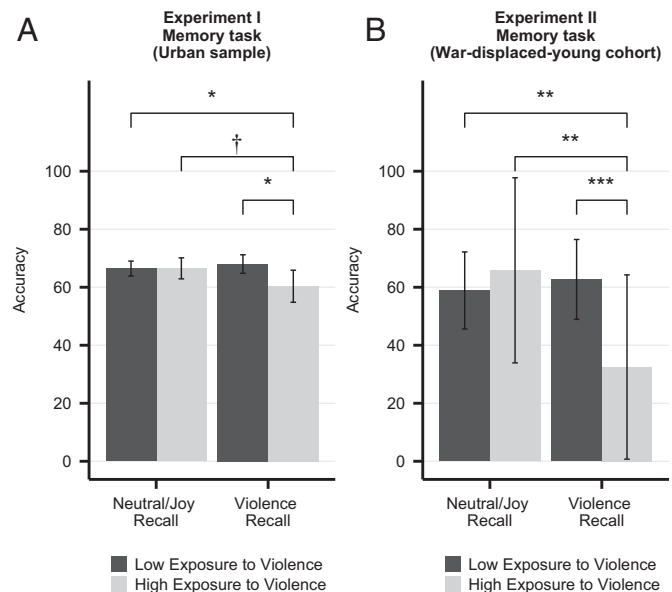 A
Experiment I
Memory task
(Urban sample)
*
†
*
100
80
60
40
20
0
Accuracy
Neutral/Joy
Recall
Violence
Recall
Low Exposure to Violence
High Exposure to Violence
B
Experiment II
Memory task
(War-displaced-young cohort)
**
**
***
100
80
60
40
20
0
Accuracy
Neutral/Joy
Recall
Violence
Recall
Low Exposure to Violence
High Exposure to Violence